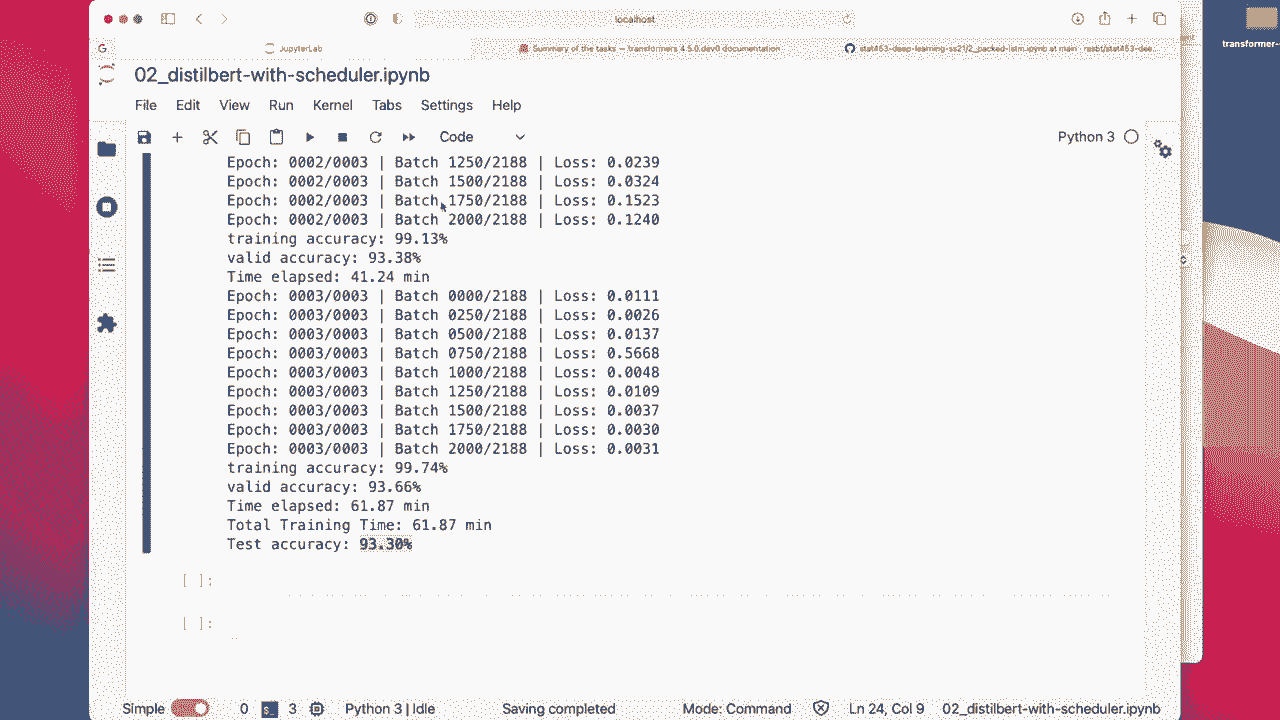 localhost
JupyterLab
Summary of the tasks — transformers 4.5.0.dev0 documentation
stat453-deep-learning-ss21/2_packed-lstm.ipynb at main · rasbt/stat453-dee...
transformer-
02_distilbert-with-scheduler.ipynb
File Edit View Run Kernel Tabs Settings Help
Code
Python 3
Epoch: 0002/0003 | Batch 1250/2188 | Loss: 0.0239
Epoch: 0002/0003 | Batch 1500/2188 | Loss: 0.0324
Epoch: 0002/0003 | Batch 1750/2188 | Loss: 0.1523
Epoch: 0002/0003 | Batch 2000/2188 | Loss: 0.1240
training accuracy: 99.13%
valid accuracy: 93.38%
Time elapsed: 41.24 min
Epoch: 0003/0003 | Batch 0000/2188 | Loss: 0.0111
Epoch: 0003/0003 | Batch 0250/2188 | Loss: 0.0026
Epoch: 0003/0003 | Batch 0500/2188 | Loss: 0.0137
Epoch: 0003/0003 | Batch 0750/2188 | Loss: 0.5668
Epoch: 0003/0003 | Batch 1000/2188 | Loss: 0.0048
Epoch: 0003/0003 | Batch 1250/2188 | Loss: 0.0109
Epoch: 0003/0003 | Batch 1500/2188 | Loss: 0.0037
Epoch: 0003/0003 | Batch 1750/2188 | Loss: 0.0030
Epoch: 0003/0003 | Batch 2000/2188 | Loss: 0.0031
training accuracy: 99.74%
valid accuracy: 93.66%
Time elapsed: 61.87 min
Total Training Time: 61.87 min
Test accuracy: 93.30%
[ ]:
[ ]:
Simple 0 3 Python 3 | Idle Saving completed Mode: Command Ln 24, Col 9 02_distilbert-with-scheduler.ipynb